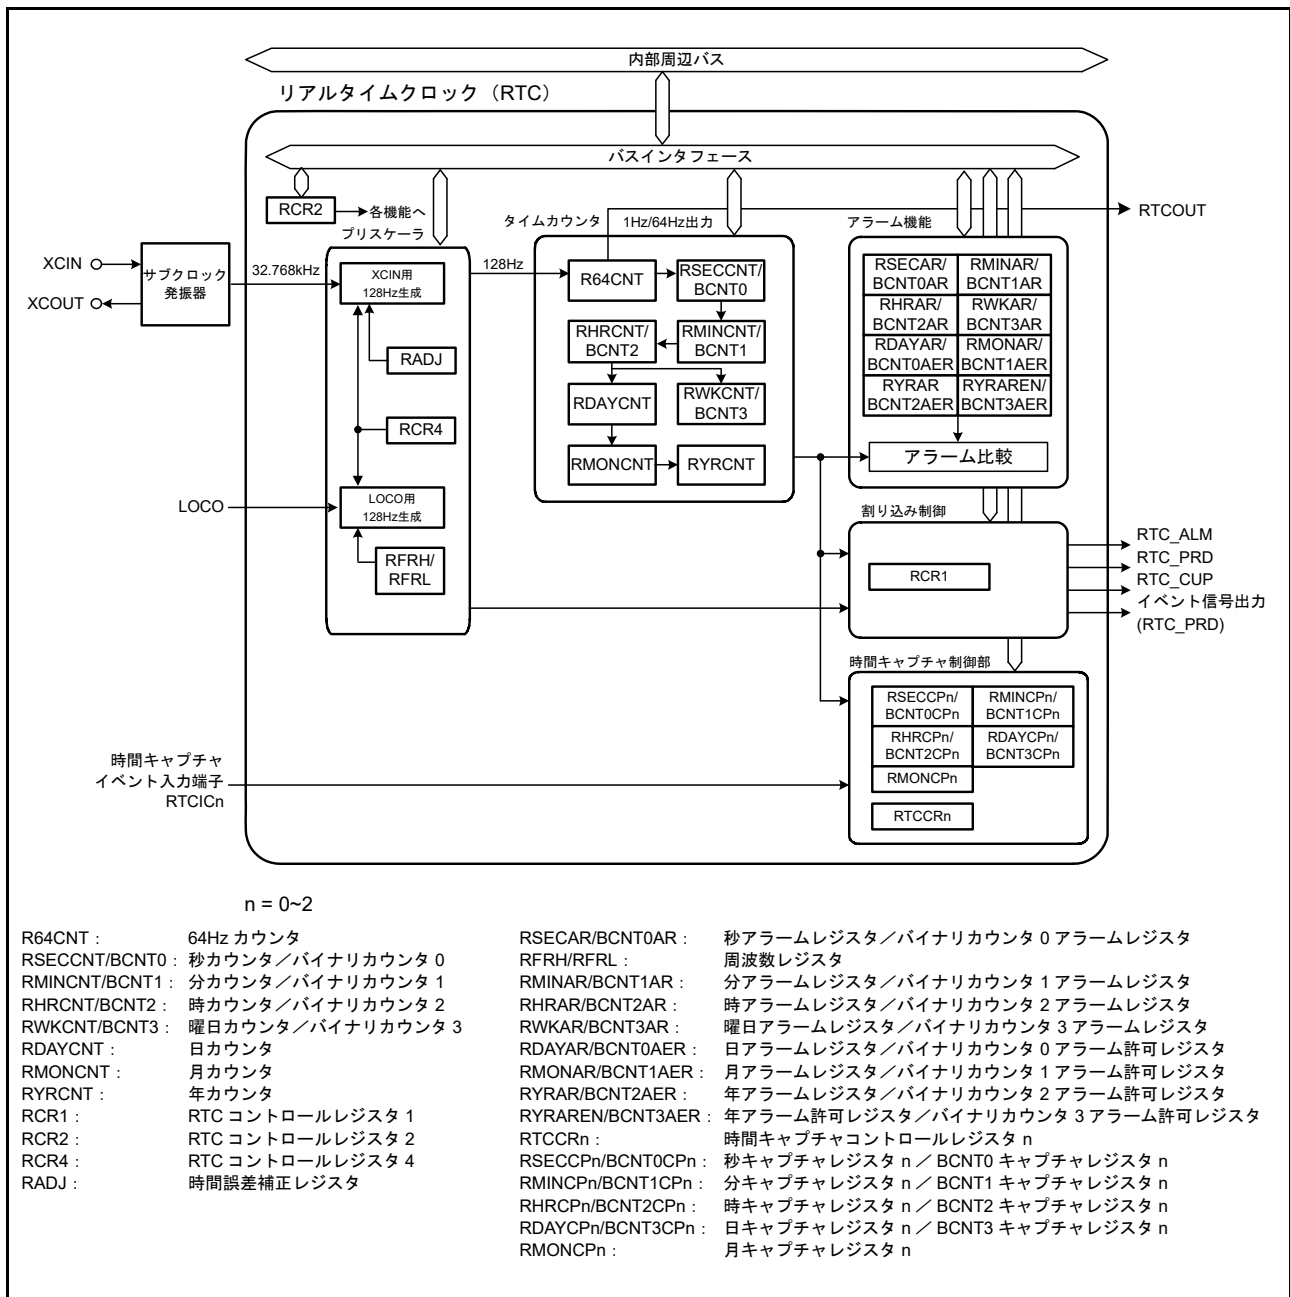 内部周辺バス
リアルタイムクロック（RTC）
バスインタフェース
RCR2
各機能へ
プリスケーラ
タイムカウンタ
1Hz/64Hz出力
アラーム機能
RTCOUT
XCIN
XCOUT
サブクロック
発振器
32.768kHz
XCIN用
128Hz生成
128Hz
RADJ
RCR4
LOCO
LOCO用
128Hz生成
RFRH/
RFRL
R64CNT
RSECCNT/
BCNT0
RHRCNT/
BCNT2
RMINCNT/
BCNT1
RDAYCNT
RWKCNT/
BCNT3
RMONCNT
RYRCNT
RSECAR/
BCNT0AR
RMINAR/
BCNT1AR
RHRAR/
BCNT2AR
RWKAR/
BCNT3AR
RDAYAR/
BCNT0AER
RMONAR/
BCNT1AER
RYRAR
BCNT2AER
RYRAREN/
BCNT3AER
アラーム比較
割り込み制御
RCR1
RTC_ALM
RTC_PRD
RTC_CUP
イベント信号出力
(RTC_PRD)
時間キャプチャ制御部
RSECCPn/
BCNT0CPn
RMINCPn/
BCNT1CPn
RHRCPn/
BCNT2CPn
RDAYCPn/
BCNT3CPn
RMONCPn
RTCCRn
時間キャプチャ
イベント入力端子
RTCICn
n = 0~2
R64CNT： 64Hz カウンタ
RSECCNT/BCNT0： 秒カウンタ／バイナリカウンタ 0
RMINCNT/BCNT1： 分カウンタ／バイナリカウンタ 1
RHRCNT/BCNT2： 時カウンタ／バイナリカウンタ 2
RWKCNT/BCNT3： 曜日カウンタ／バイナリカウンタ 3
RDAYCNT： 日カウンタ
RMONCNT： 月カウンタ
RYRCNT： 年カウンタ
RCR1： RTC コントロールレジスタ 1
RCR2： RTC コントロールレジスタ 2
RCR4： RTC コントロールレジスタ 4
RADJ： 時間誤差補正レジスタ
RSECAR/BCNT0AR： 秒アラームレジスタ／バイナリカウンタ 0 アラームレジスタ
RFRH/RFRL： 周波数レジスタ
RMINAR/BCNT1AR： 分アラームレジスタ／バイナリカウンタ 1 アラームレジスタ
RHRAR/BCNT2AR： 時アラームレジスタ／バイナリカウンタ 2 アラームレジスタ
RWKAR/BCNT3AR： 曜日アラームレジスタ／バイナリカウンタ 3 アラームレジスタ
RDAYAR/BCNT0AER： 日アラームレジスタ／バイナリカウンタ 0 アラーム許可レジスタ
RMONAR/BCNT1AER： 月アラームレジスタ／バイナリカウンタ 1 アラーム許可レジスタ
RYRAR/BCNT2AER： 年アラームレジスタ／バイナリカウンタ 2 アラーム許可レジスタ
RYRAREN/BCNT3AER： 年アラーム許可レジスタ／バイナリカウンタ 3 アラーム許可レジスタ
RTCCRn： 時間キャプチャコントロールレジスタ n
RSECCPn/BCNT0CPn： 秒キャプチャレジスタ n ／ BCNT0 キャプチャレジスタ n
RMINCPn/BCNT1CPn： 分キャプチャレジスタ n ／ BCNT1 キャプチャレジスタ n
RHRCPn/BCNT2CPn： 時キャプチャレジスタ n ／ BCNT2 キャプチャレジスタ n
RDAYCPn/BCNT3CPn： 日キャプチャレジスタ n ／ BCNT3 キャプチャレジスタ n
RMONCPn： 月キャプチャレジスタ n